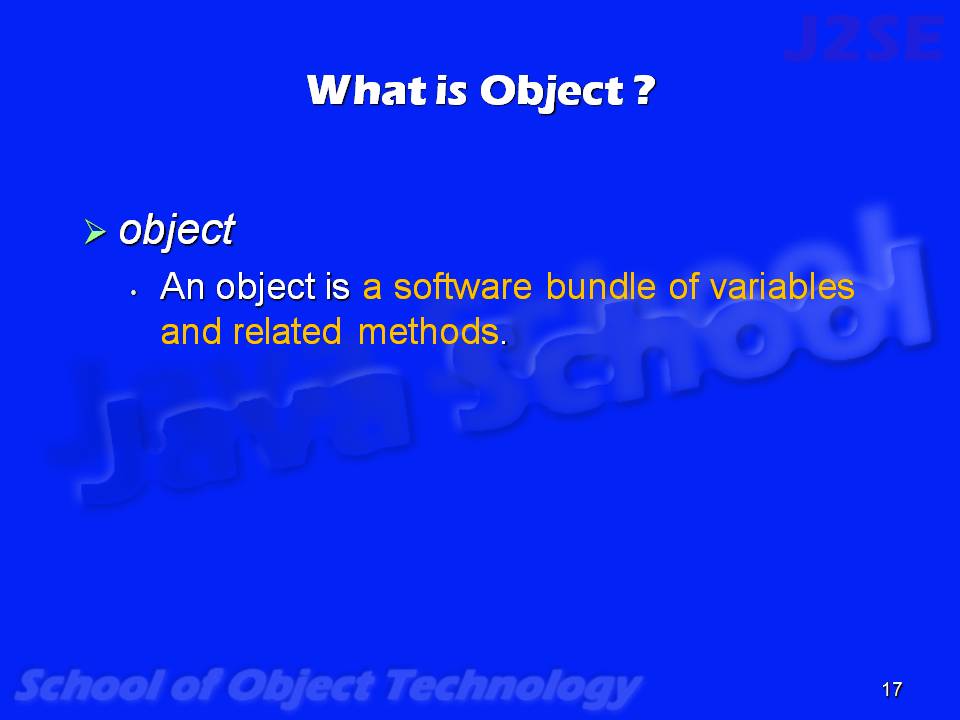 J2SE
What is Object ?
➢ object
• An object is a software bundle of variables
and related methods.
Java School
School of Object Technology
17